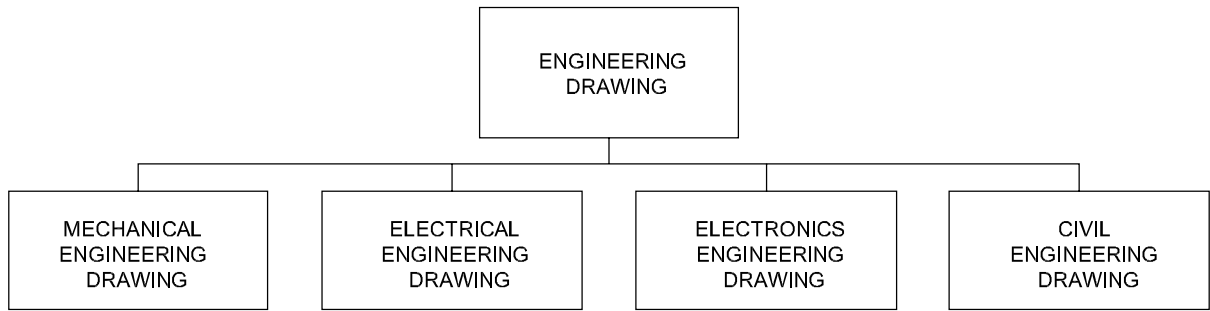 ENGINEERING
DRAWING
MECHANICAL
ENGINEERING
DRAWING
ELECTRICAL
ENGINEERING
DRAWING
ELECTRONICS
ENGINEERING
DRAWING
CIVIL
ENGINEERING
DRAWING